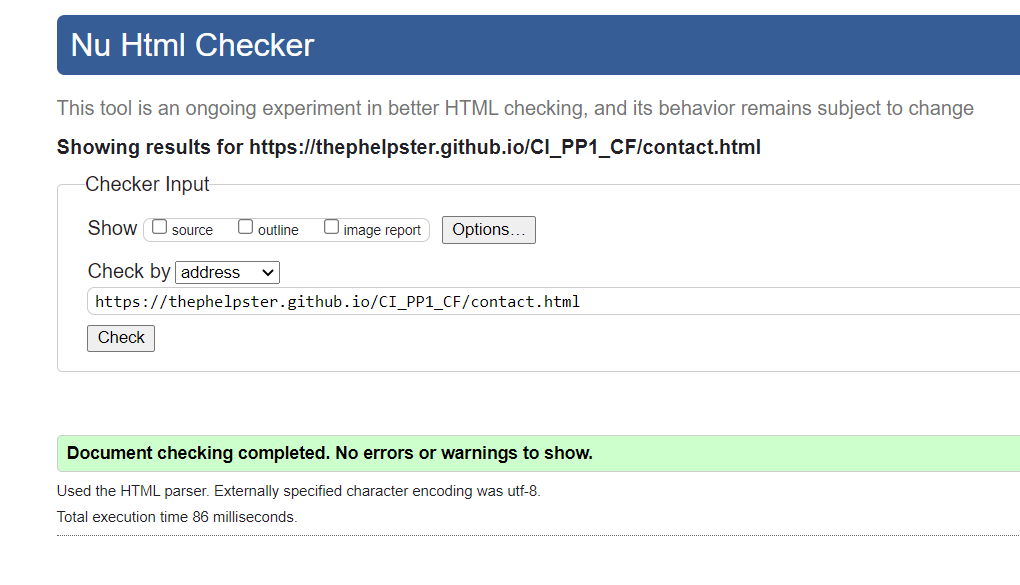 Nu Html Checker
This tool is an ongoing experiment in better HTML checking, and its behavior remains subject to change
Showing results for https://thephelpster.github.io/CI_PP1_CF/contact.html
Checker Input
Show source outline image report Options...
Check by address
https://thephelpster.github.io/CI_PP1_CF/contact.html
Check
Document checking completed. No errors or warnings to show.
Used the HTML parser. Externally specified character encoding was utf-8.
Total execution time 86 milliseconds.